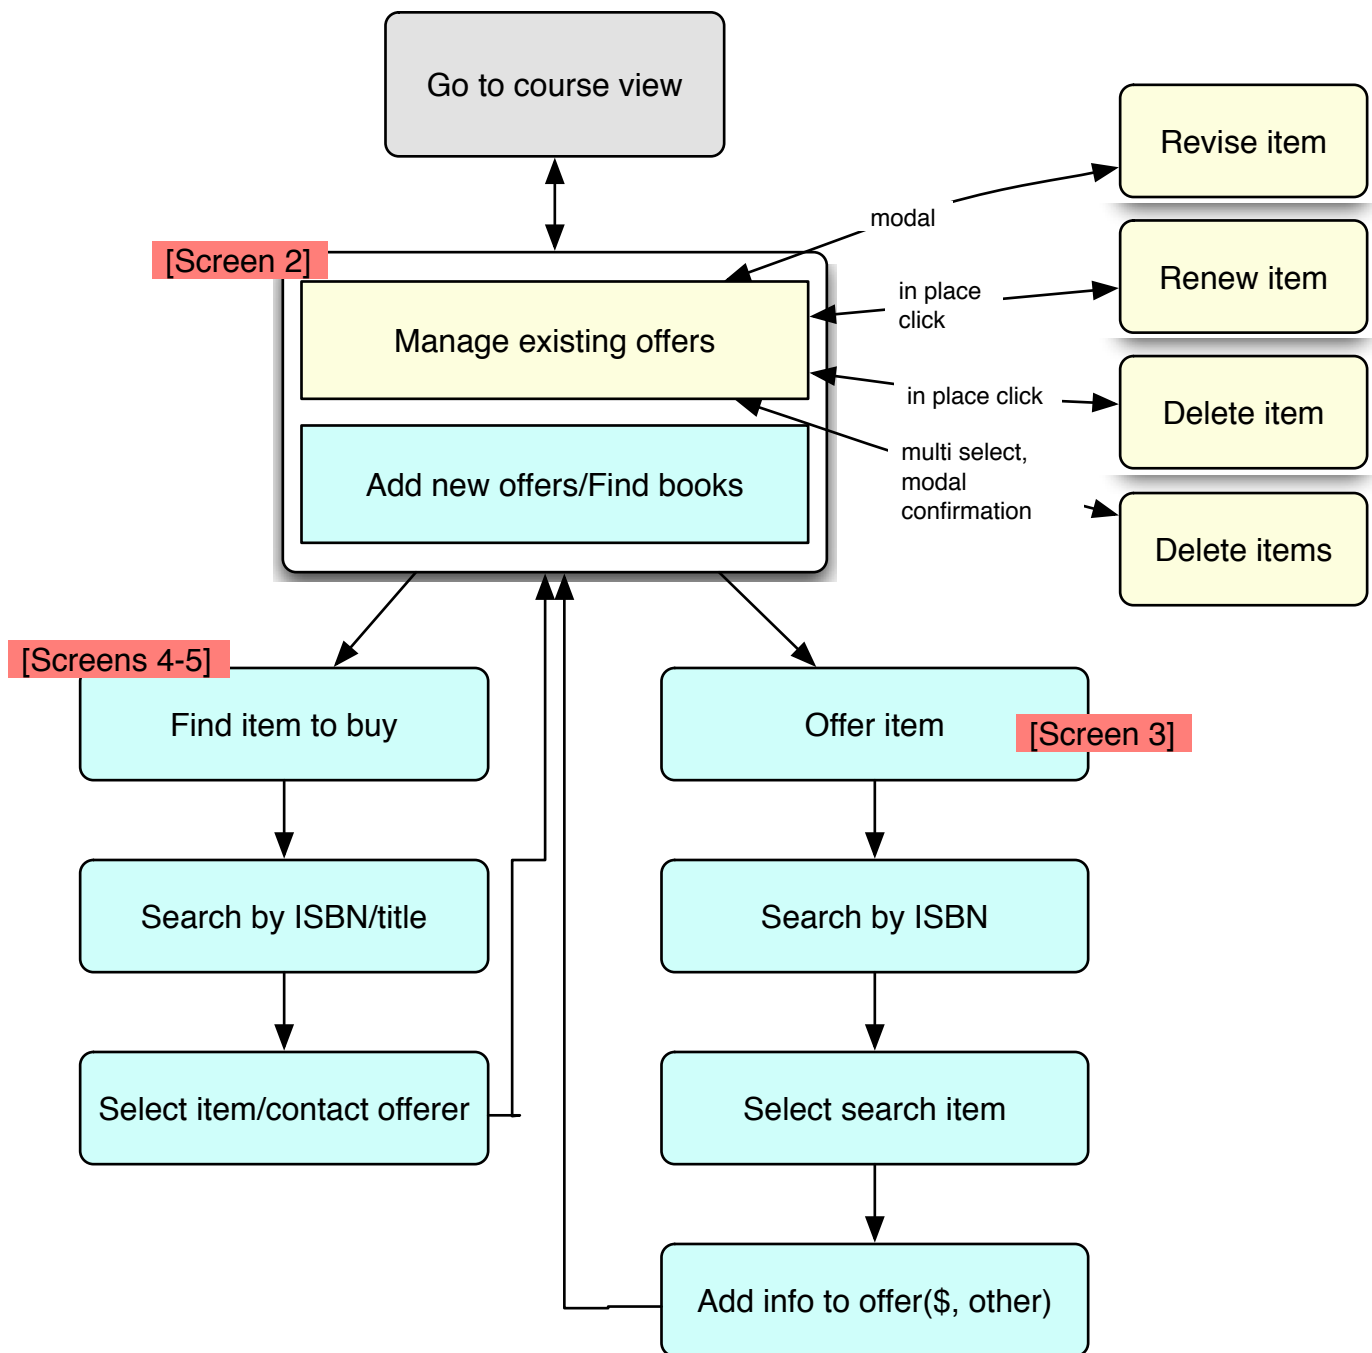 Go to course view
Revise item
modal
[Screen 2]
Renew item
in place
click
Manage existing offers
in place click
Delete item
multi select,
modal
confirmation
Add new offers/Find books
Delete items
[Screens 4-5]
Find item to buy
Offer item
[Screen 3]
Search by ISBN/title
Search by ISBN
Select item/contact offerer
Select search item
Add info to offer($, other)